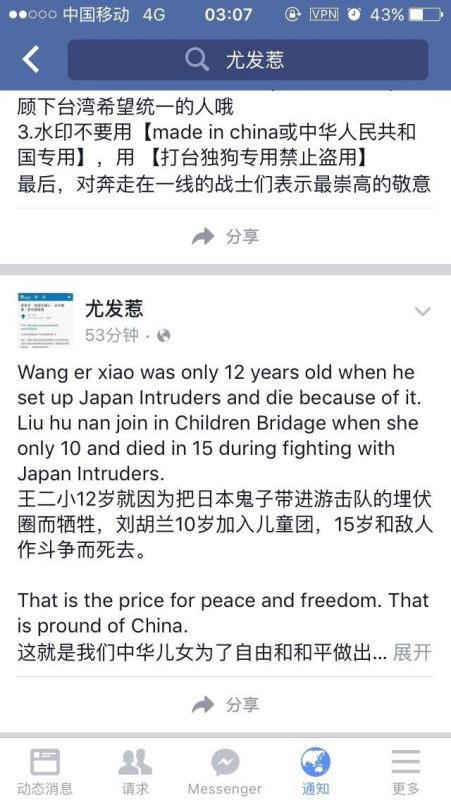 中国移动 4G 03:07 VPN 43%
尤发惹
顾下台湾希望统一的人哦
3.水印不要用【made in china或中华人民共和
国专用】，用 【打台独狗专用禁止盗用】
最后，对奔走在一线的战士们表示最崇高的敬意
分享
尤发惹
53分钟 ·
Wang er xiao was only 12 years old when he
set up Japan Intruders and die because of it.
Liu hu nan join in Children Bridage when she
only 10 and died in 15 during fighting with
Japan Intruders.
王二小12岁就因为把日本鬼子带进游击队的埋伏
圈而牺牲，刘胡兰10岁加入儿童团，15岁和敌人
作斗争而死去。
That is the price for peace and freedom. That
is pround of China.
这就是我们中华儿女为了自由和和平做出... 展开
分享
动态消息 请求 Messenger 通知 更多